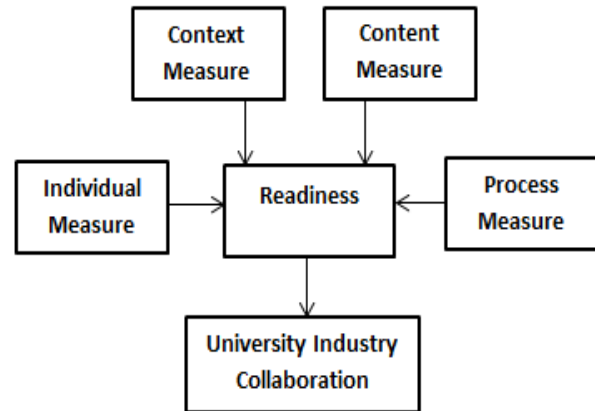 Context
Measure
Content
Measure
Individual
Measure
Readiness
Process
Measure
University Industry
Collaboration